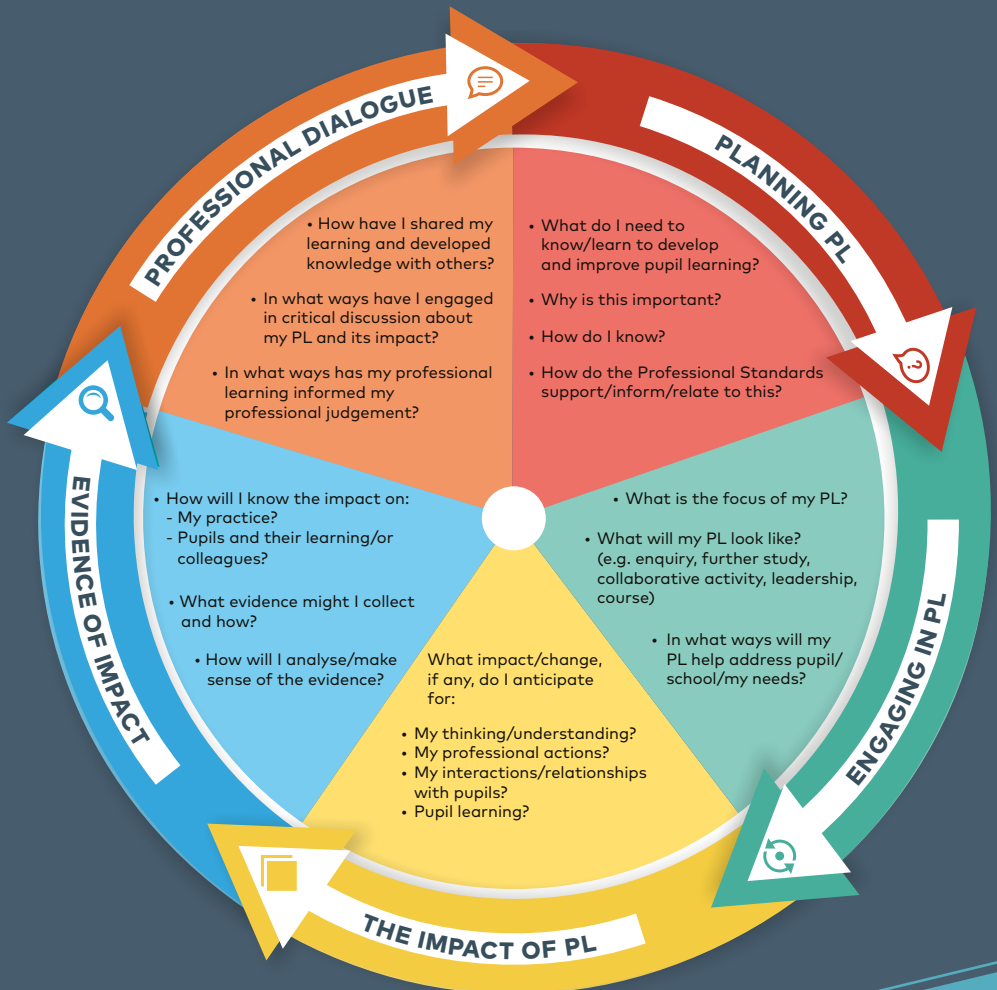 PROFESSIONAL DIALOGUE
• How have I shared my
learning and developed
knowledge with others?
• In what ways have I engaged
in critical discussion about
my PL and its impact?
• In what ways has my professional
learning informed my
professional judgement?
PLANNING PL
• What do I need to
know/learn to develop
and improve pupil learning?
• Why is this important?
• How do I know?
• How do the Professional Standards
support/inform/relate to this?
?
ENGAGING IN PL
• What is the focus of my PL?
• What will my PL look like?
(e.g. enquiry, further study,
collaborative activity, leadership,
course)
• In what ways will my
PL help address pupil/
school/my needs?
THE IMPACT OF PL
What impact/change,
if any, do I anticipate
for:
• My thinking/understanding?
• My professional actions?
• My interactions/relationships
with pupils?
• Pupil learning?
EVIDENCE OF IMPACT
• How will I know the impact on:
- My practice?
- Pupils and their learning/or
colleagues?
• What evidence might I collect
and how?
• How will I analyse/make
sense of the evidence?